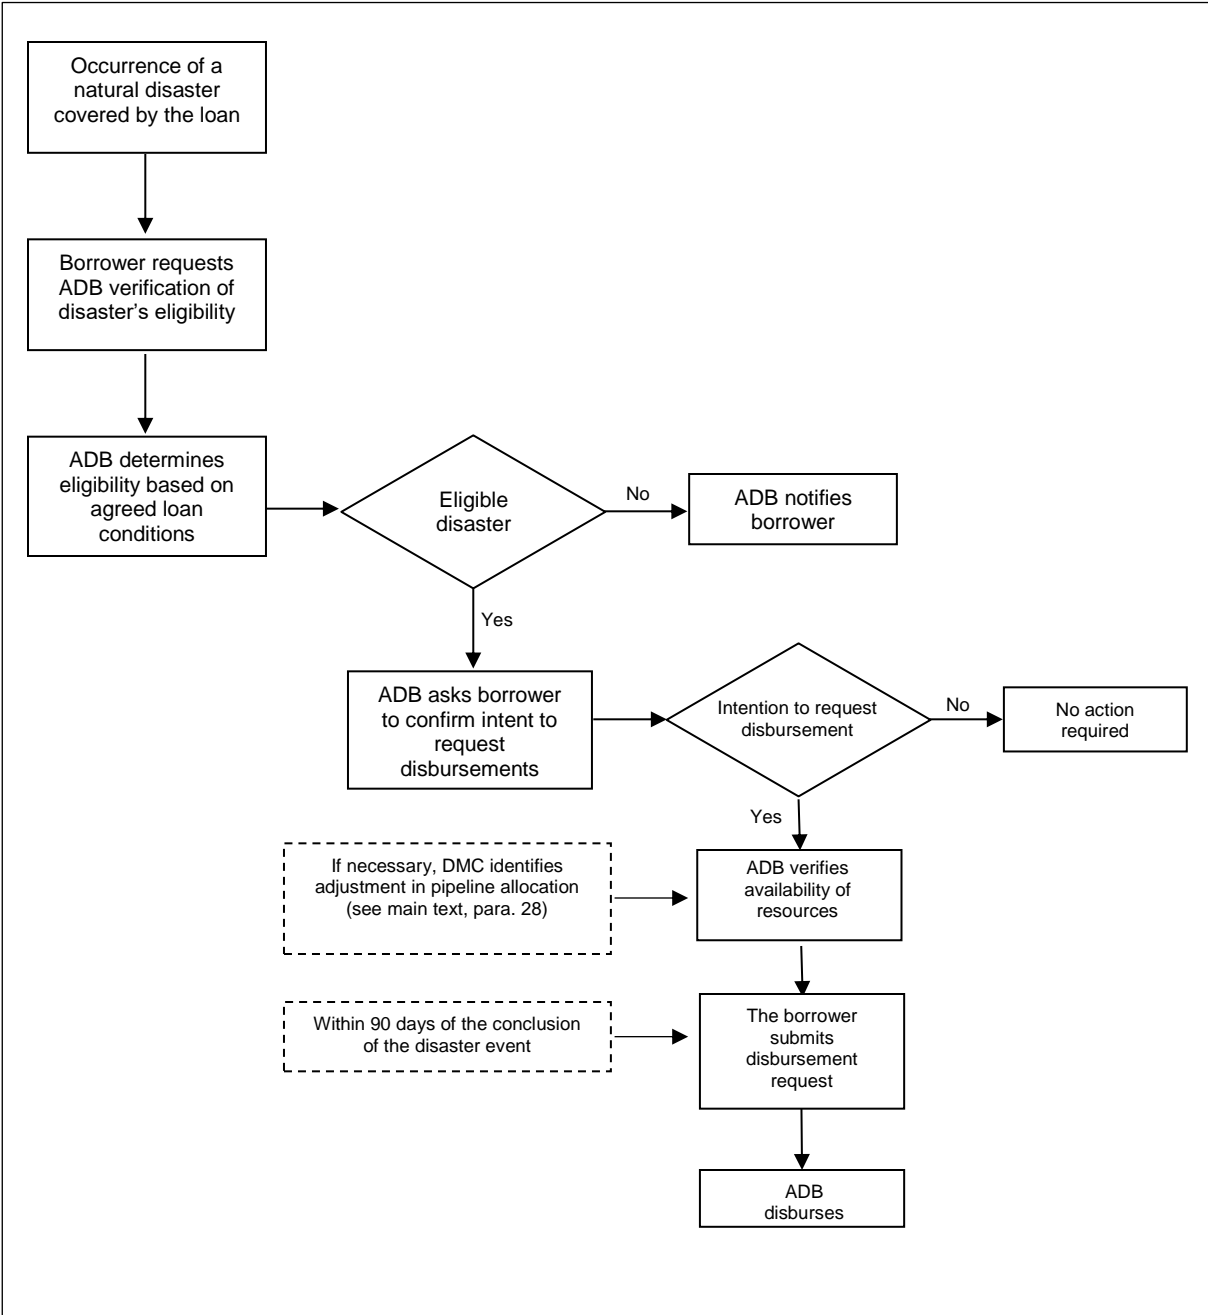 Occurrence of a
natural disaster
covered by the loan
Borrower requests
ADB verification of
disaster’s eligibility
ADB determines
eligibility based on
agreed loan
conditions
Eligible
disaster
No
ADB notifies
borrower
Yes
ADB asks borrower
to confirm intent to
request
disbursements
Intention to request
disbursement
No
No action
required
Yes
If necessary, DMC identifies
adjustment in pipeline allocation
(see main text, para. 28)
ADB verifies
availability of
resources
Within 90 days of the conclusion
of the disaster event
The borrower
submits
disbursement
request
ADB
disburses